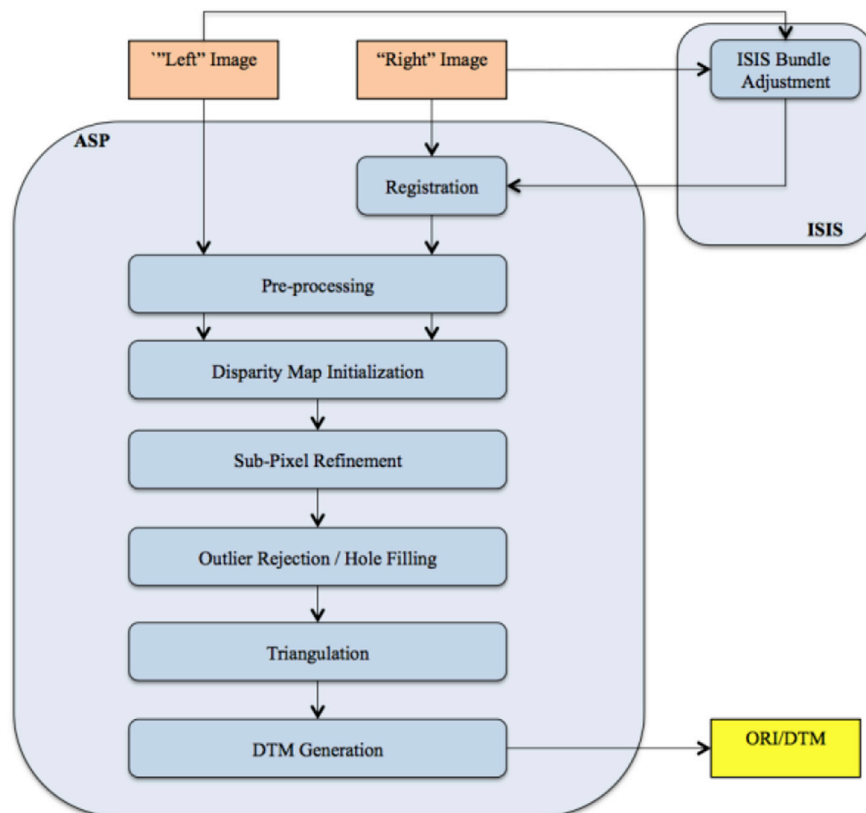 `”Left” Image
“Right” Image
ISIS Bundle
Adjustment
ASP
Registration
ISIS
Pre-processing
Disparity Map Initialization
Sub-Pixel Refinement
Outlier Rejection / Hole Filling
Triangulation
DTM Generation
ORI/DTM